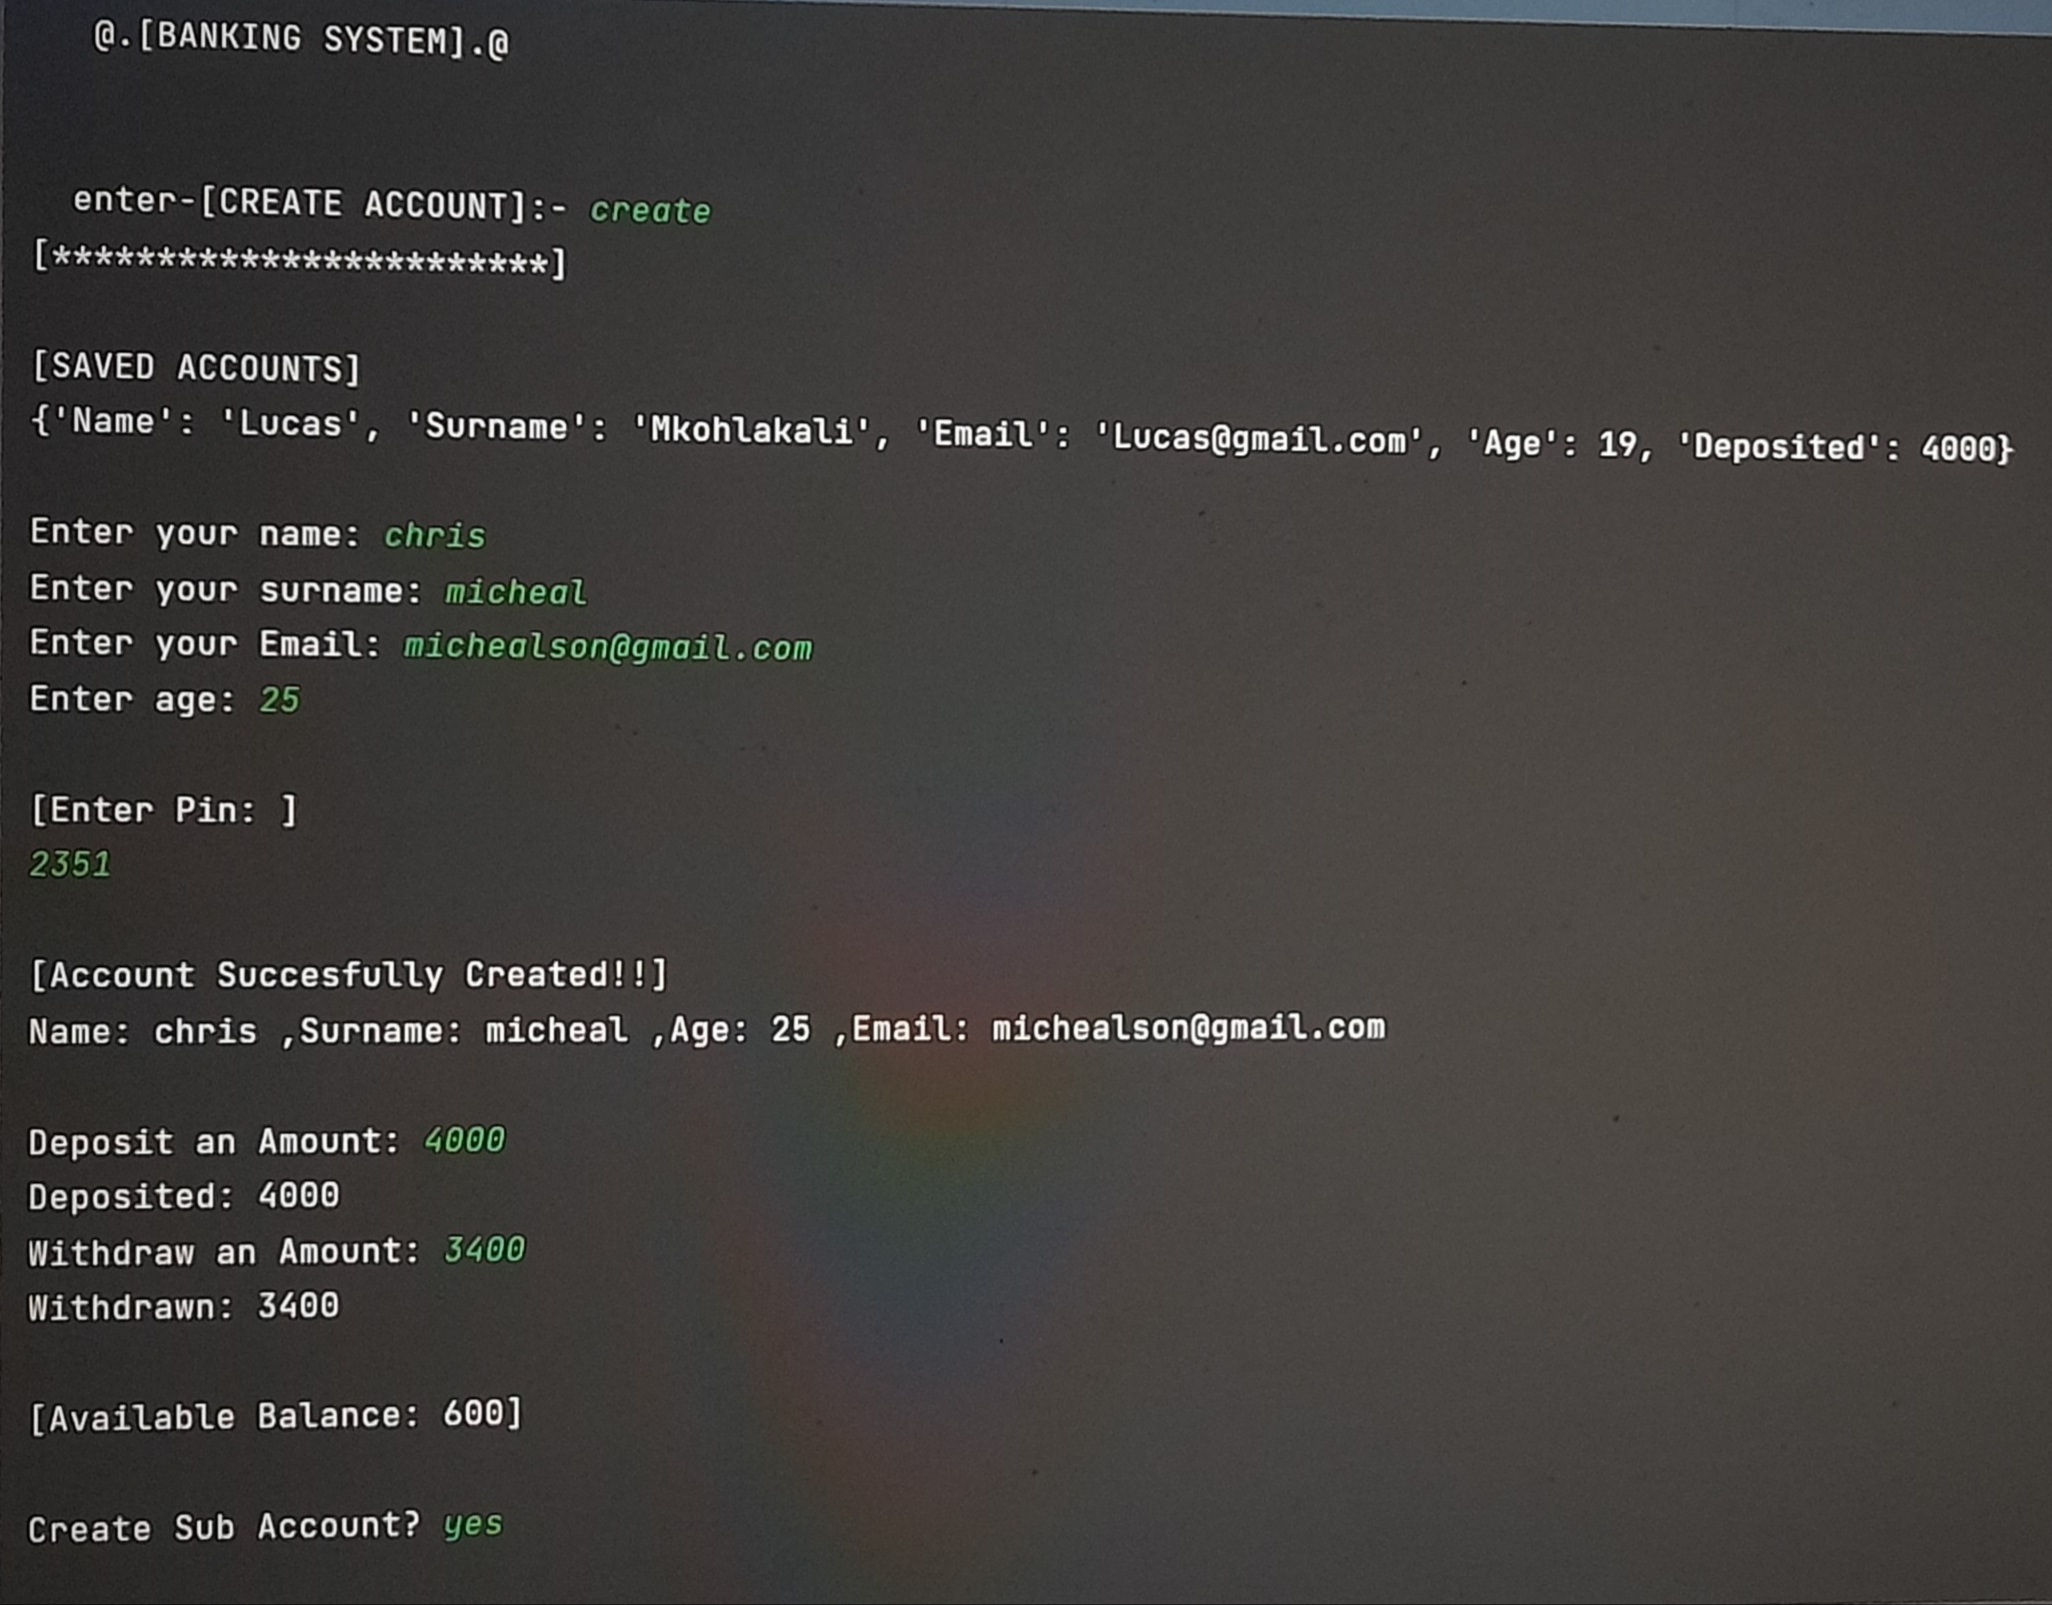 @.[BANKING SYSTEM].@
enter-[CREATE ACCOUNT]:- create
[************************]
[SAVED ACCOUNTS]
{'Name': 'Lucas', 'Surname': 'Mkohlakali', 'Email': 'Lucas@gmail.com', 'Age': 19, 'Deposited': 4000}
Enter your name: chris
Enter your surname: micheal
Enter your Email: michealson@gmail.com
Enter age: 25
[Enter Pin: ]
2351
[Account Succesfully Created!!]
Name: chris ,Surname: micheal ,Age: 25 ,Email: michealson@gmail.com
Deposit an Amount: 4000
Deposited: 4000
Withdraw an Amount: 3400
Withdrawn: 3400
[Available Balance: 600]
Create Sub Account? yes